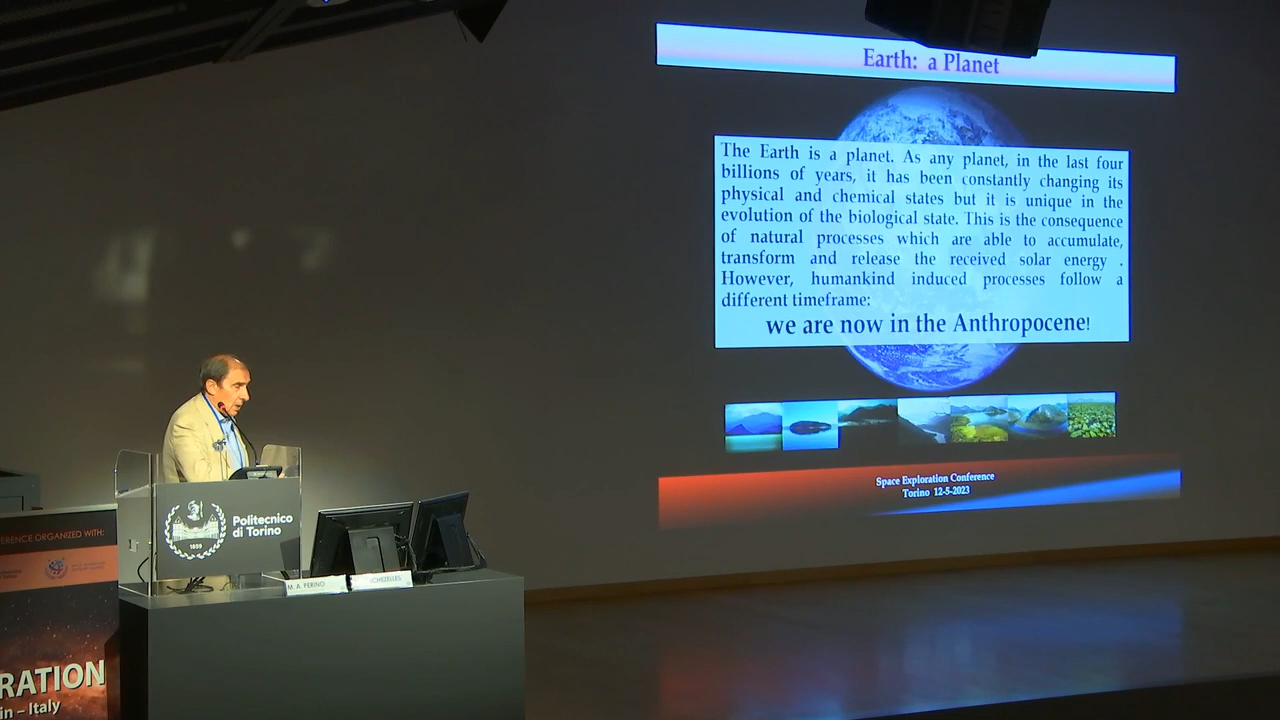 Earth: a Planet
The Earth is a planet. As any planet, in the last four
billions of years, it has been constantly changing its
physical and chemical states but it is unique in the
evolution of the biological state. This is the consequence
of natural processes which are able to accumulate,
transform and release the received solar energy .
However, humankind induced processes follow a
different timeframe:
we are now in the Anthropocene!
Space Exploration Conference
Torino 12-5-2023
Politecnico
di Torino
1859
M. A. PERINO
ICHEZELLES
ERENCE ORGANIZED WITH:
RATION
in – Italy